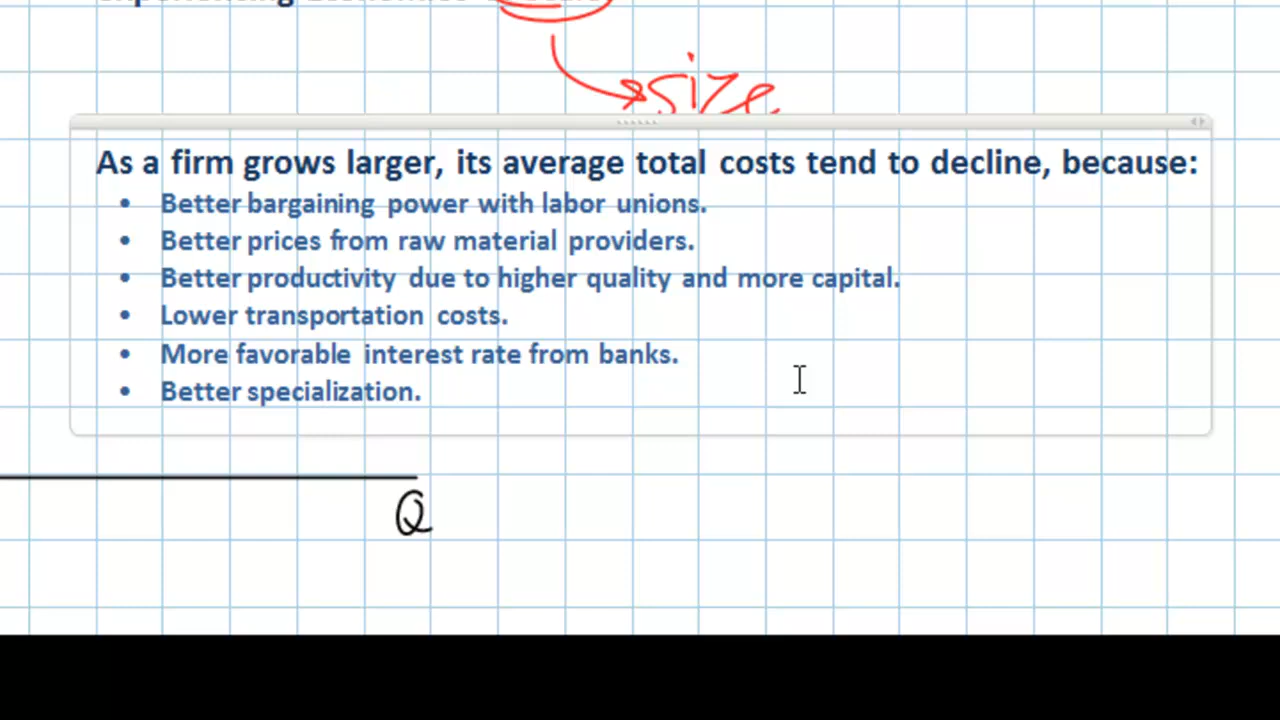 size
As a firm grows larger, its average total costs tend to decline, because:
• Better bargaining power with labor unions.
• Better prices from raw material providers.
• Better productivity due to higher quality and more capital.
• Lower transportation costs.
• More favorable interest rate from banks.
• Better specialization.
Q